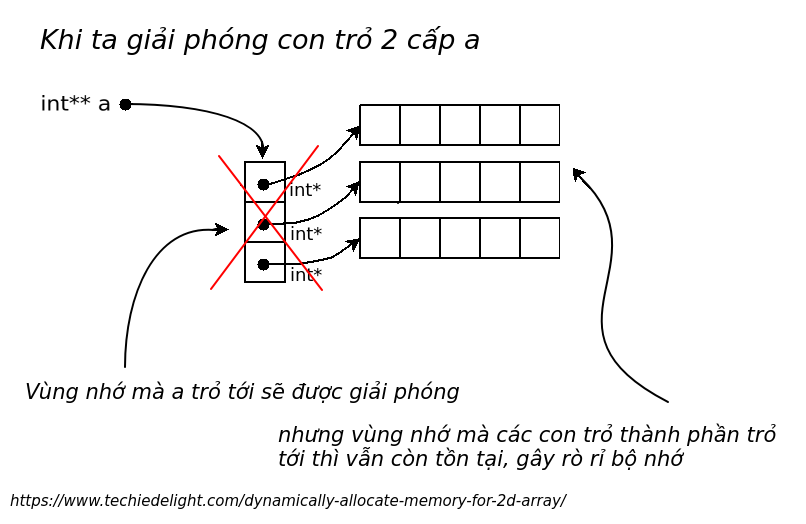 Khi ta giải phóng con trỏ 2 cấp a
int** a
int*
int*
int*
Vùng nhớ mà a trỏ tới sẽ được giải phóng
nhưng vùng nhớ mà các con trỏ thành phần trỏ
tới thì vẫn còn tồn tại, gây rò rỉ bộ nhớ
https://www.techiedelight.com/dynamically-allocate-memory-for-2d-array/